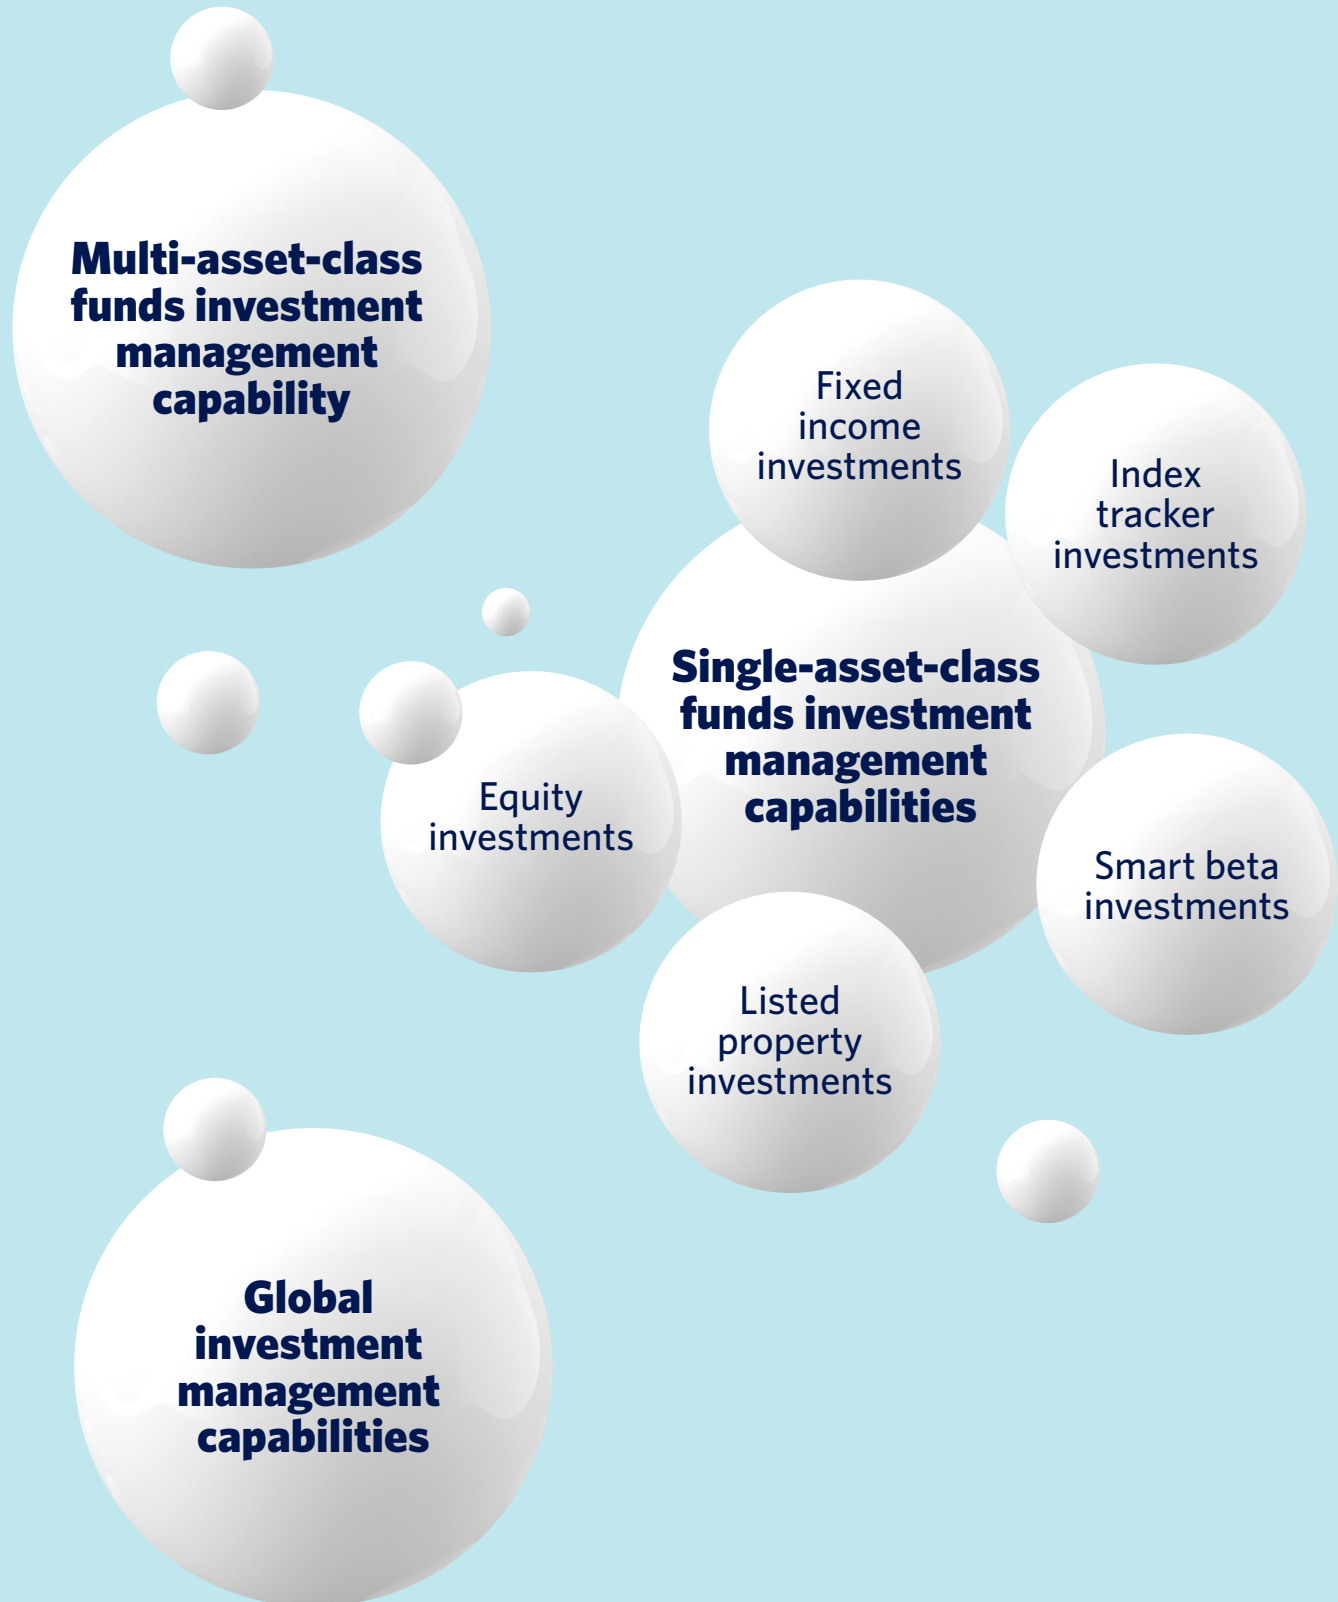 Multi-asset-class
funds investment
management
capability
Fixed
income
investments
Index
tracker
investments
Single-asset-class
funds investment
management
capabilities
Equity
investments
Smart beta
investments
Listed
property
investments
Global
investment
management
capabilities